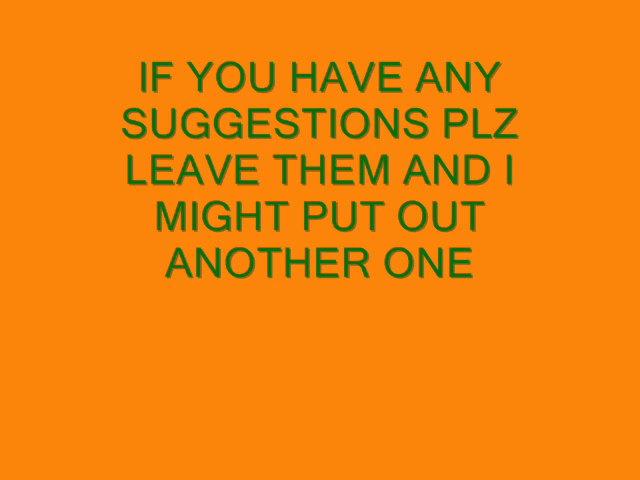 IF YOU HAVE ANY
SUGGESTIONS PLZ
LEAVE THEM AND I
MIGHT PUT OUT
ANOTHER ONE